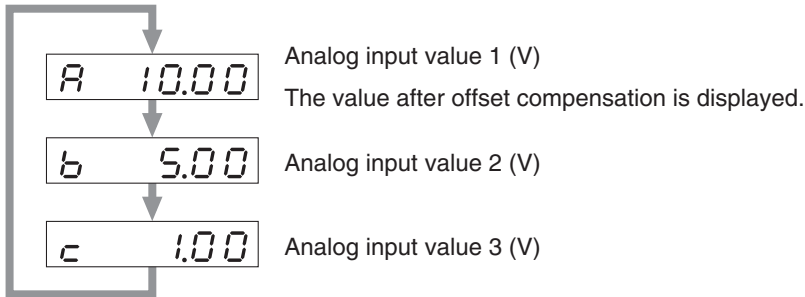 A 10.00
Analog input value 1 (V)
The value after offset compensation is displayed.
b 5.00
Analog input value 2 (V)
c 1.00
Analog input value 3 (V)